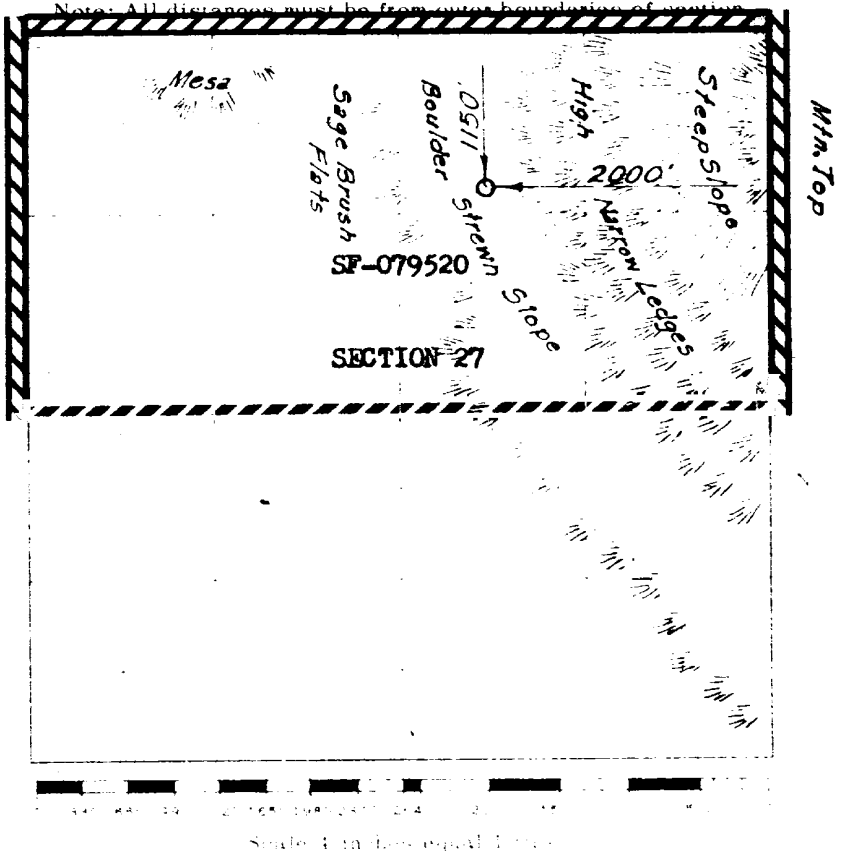 Note: All distances must be from outer boundaries of section
Mesa
Sage Brush
Flats
Boulder Strewn Slope
1150'
High
Narrow Ledges
Steep Slope
Mtn. Top
2000'
SF-079520
SECTION 27